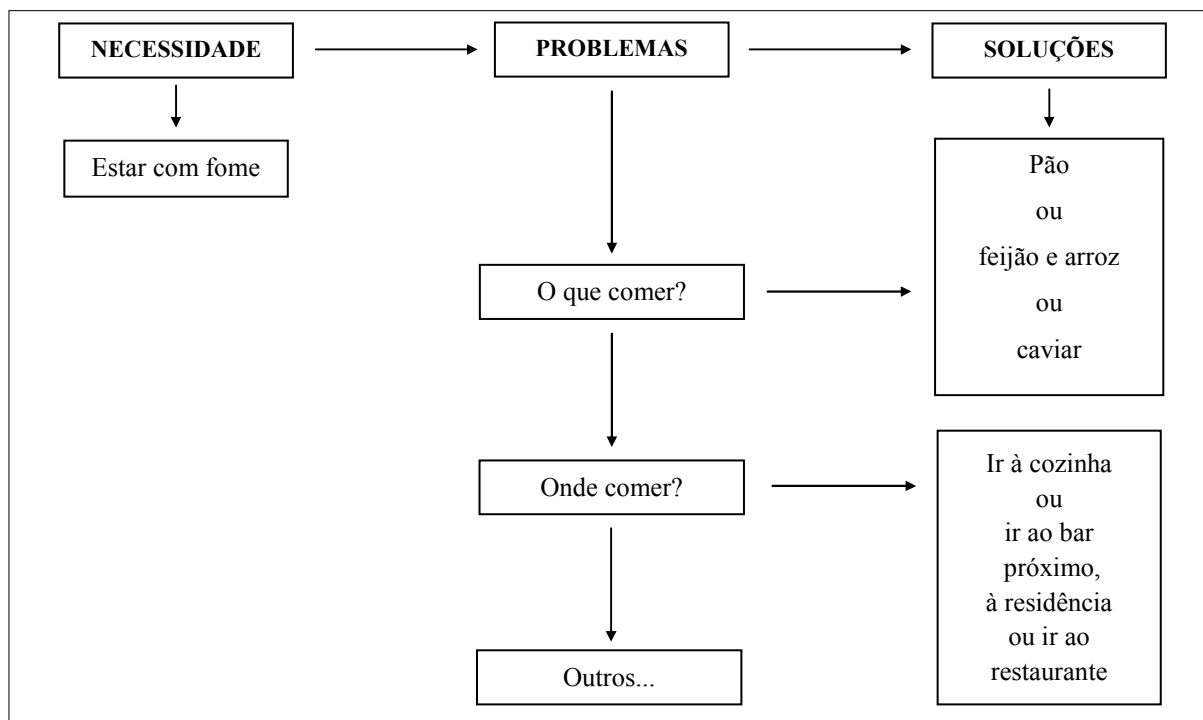 NECESSIDADE
PROBLEMAS
SOLUÇÕES
Estar com fome
Pão
ou
feijão e arroz
ou
caviar
O que comer?
Onde comer?
Ir à cozinha
ou
ir ao bar
próximo,
à residência
ou ir ao
restaurante
Outros...